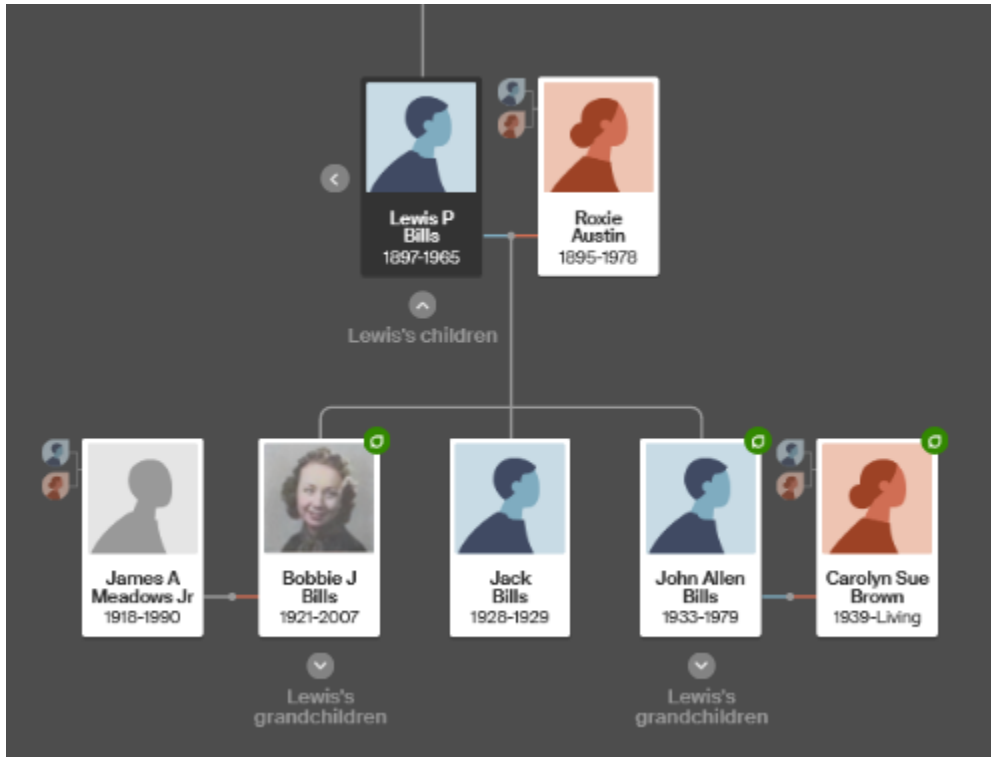 Lewis P
Bills
1897-1965
Roxie
Austin
1895-1978
Lewis's children
James A
Meadows Jr
1918-1990
Bobbie J
Bills
1921-2007
Jack
Bills
1928-1929
John Allen
Bills
1933-1979
Carolyn Sue
Brown
1939-Living
Lewis's
grandchildren
Lewis's
grandchildren